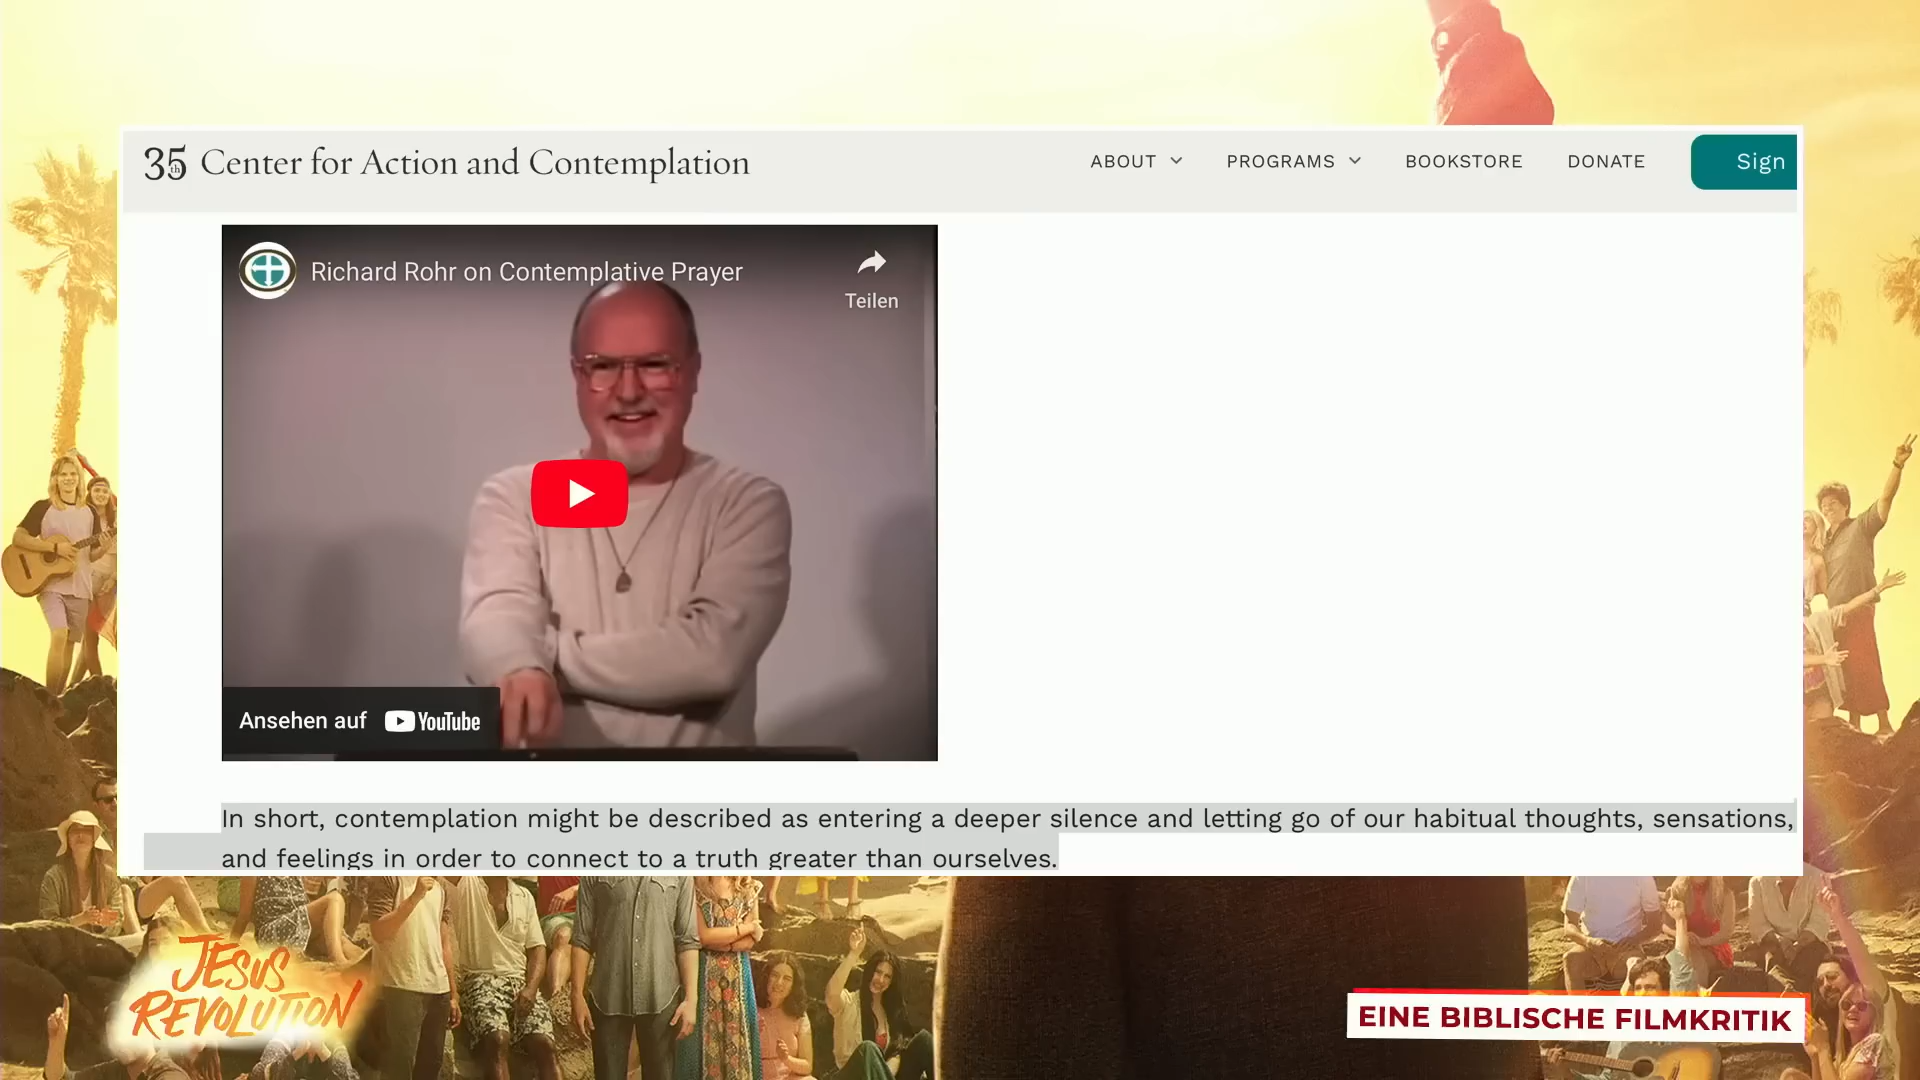 35th Center for Action and Contemplation
ABOUT PROGRAMS BOOKSTORE DONATE Sign
Richard Rohr on Contemplative Prayer
Teilen
Ansehen auf YouTube
In short, contemplation might be described as entering a deeper silence and letting go of our habitual thoughts, sensations,
and feelings in order to connect to a truth greater than ourselves.
JESUS
REVOLUTION
EINE BIBLISCHE FILMKRITIK